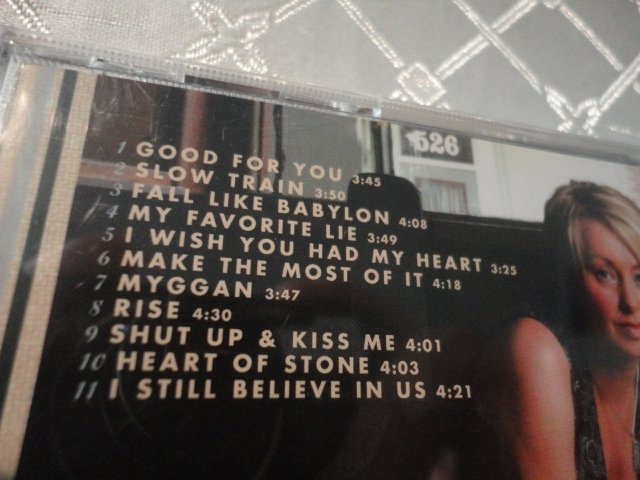 526
1 GOOD FOR YOU 3:45
2 SLOW TRAIN 3:50
3 FALL LIKE BABYLON 4:08
4 MY FAVORITE LIE 3:49
5 I WISH YOU HAD MY HEART 3:25
6 MAKE THE MOST OF IT 4:18
7 MYGGAN 3:47
8 RISE 4:30
9 SHUT UP & KISS ME 4:01
10 HEART OF STONE 4:03
11 I STILL BELIEVE IN US 4:21